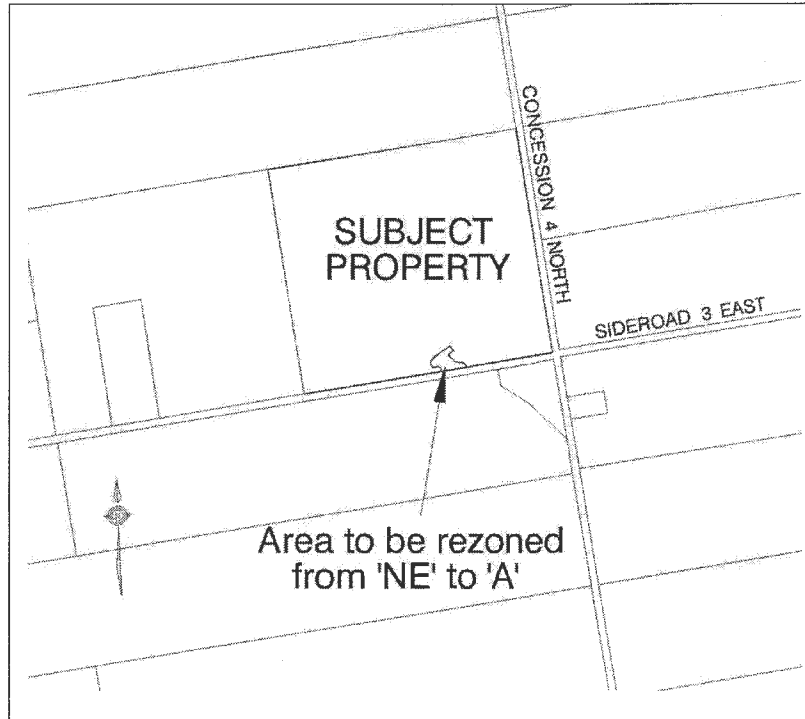 CONCESSION 4 NORTH
SUBJECT
PROPERTY
SIDEROAD 3 EAST
Area to be rezoned
from 'NE' to 'A'